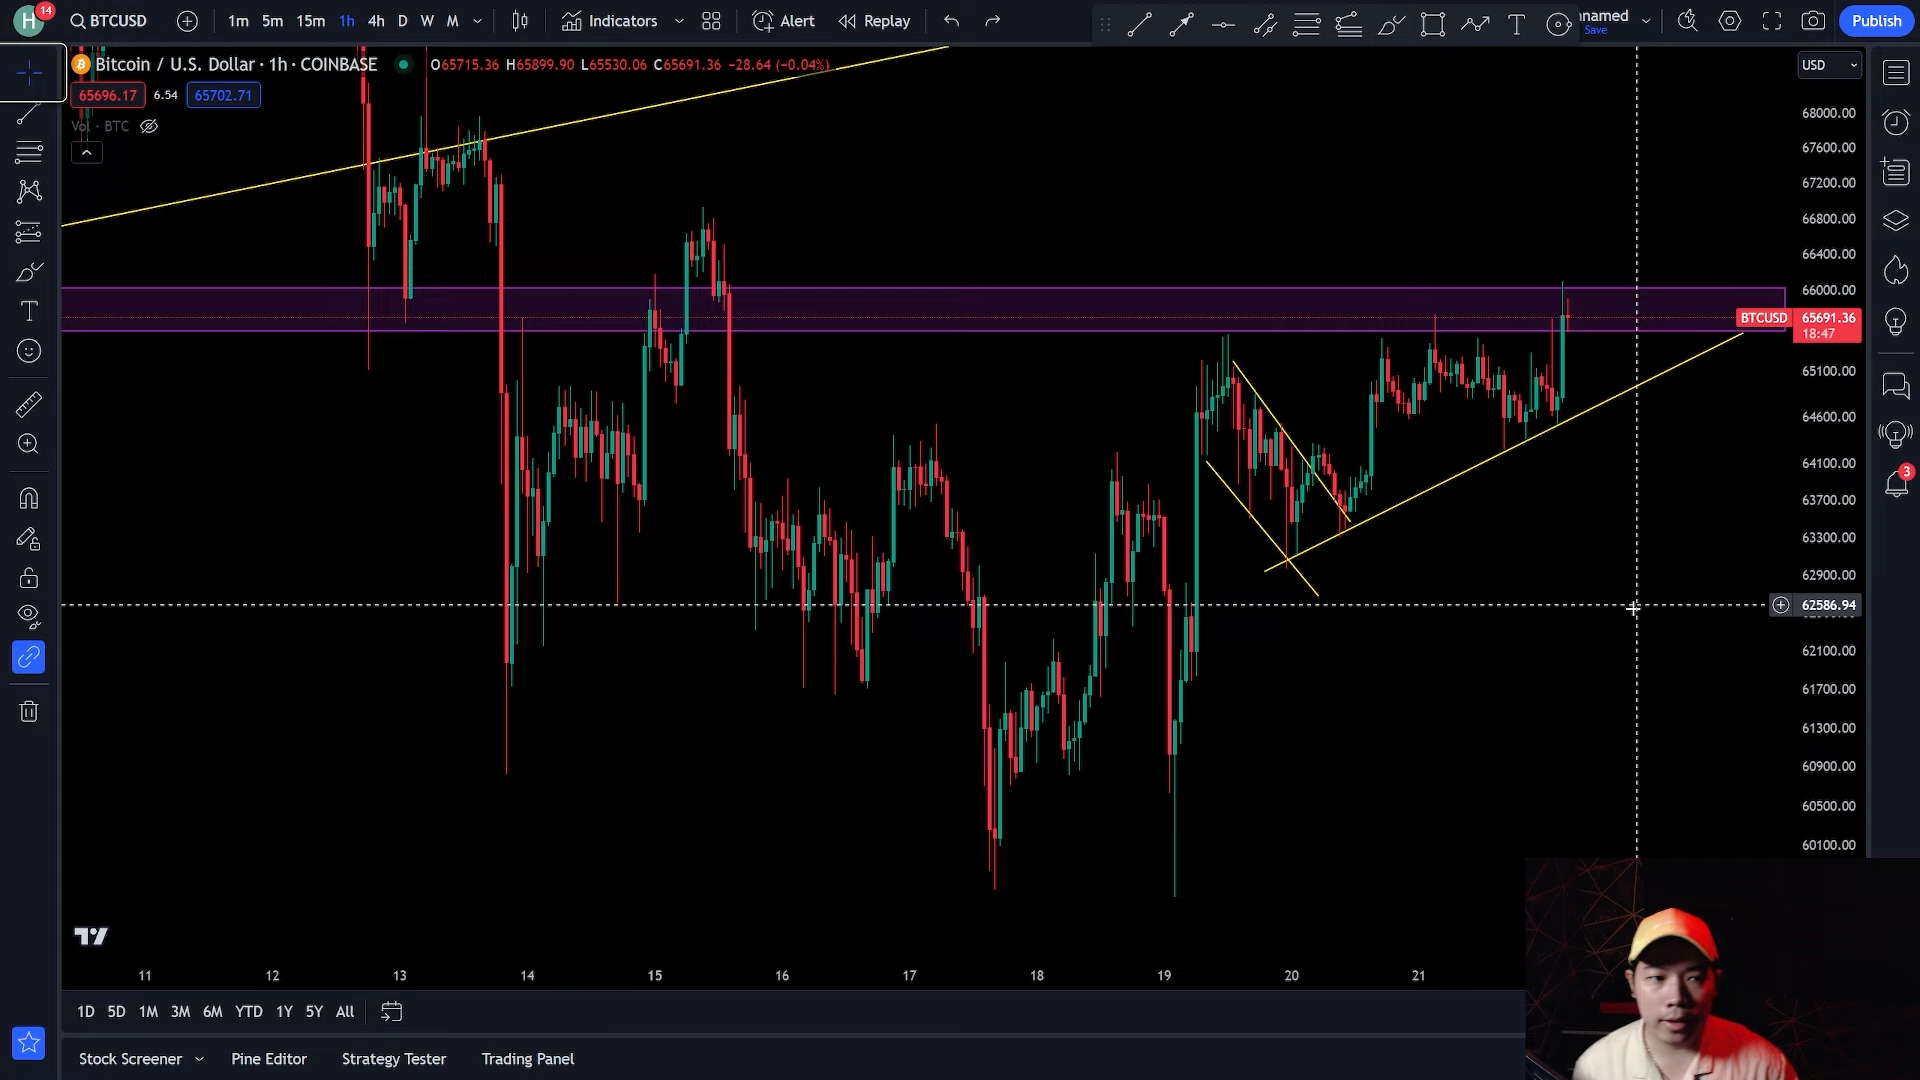 H
14
BTCUSD
1m 5m 15m 1h 4h D W M
Indicators
Alert
Replay
Save
Publish
Bitcoin / U.S. Dollar · 1h · COINBASE
O65715.36 H65899.90 L65530.06 C65691.36 −28.64 (−0.04%)
65696.17 6.54 65702.71
Vol · BTC
USD
68000.00
67600.00
67200.00
66800.00
66400.00
66000.00
BTCUSD 65691.36
18:47
65100.00
64600.00
64100.00
63700.00
63300.00
62900.00
62586.94
62100.00
61700.00
61300.00
60900.00
60500.00
60100.00
3
11 12 13 14 15 16 17 18 19 20 21
1D 5D 1M 3M 6M YTD 1Y 5Y All
Stock Screener Pine Editor Strategy Tester Trading Panel